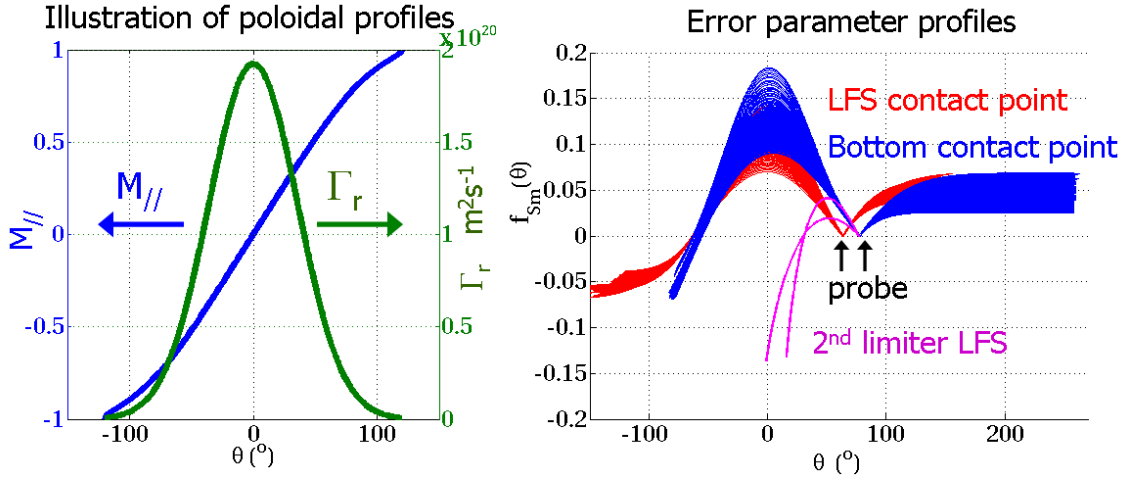 Illustration of poloidal profiles
x 10²⁰
1
0.5
0
-0.5
-1
M//
M//
Γr
2
1.5
1
0.5
0
Γr m²s⁻¹
-100
0
100
θ (°)
Error parameter profiles
0.2
0.15
0.1
0.05
0
-0.05
-0.1
-0.15
-0.2
fSm(θ)
LFS contact point
Bottom contact point
probe
2nd limiter LFS
-100
0
100
200
θ (°)